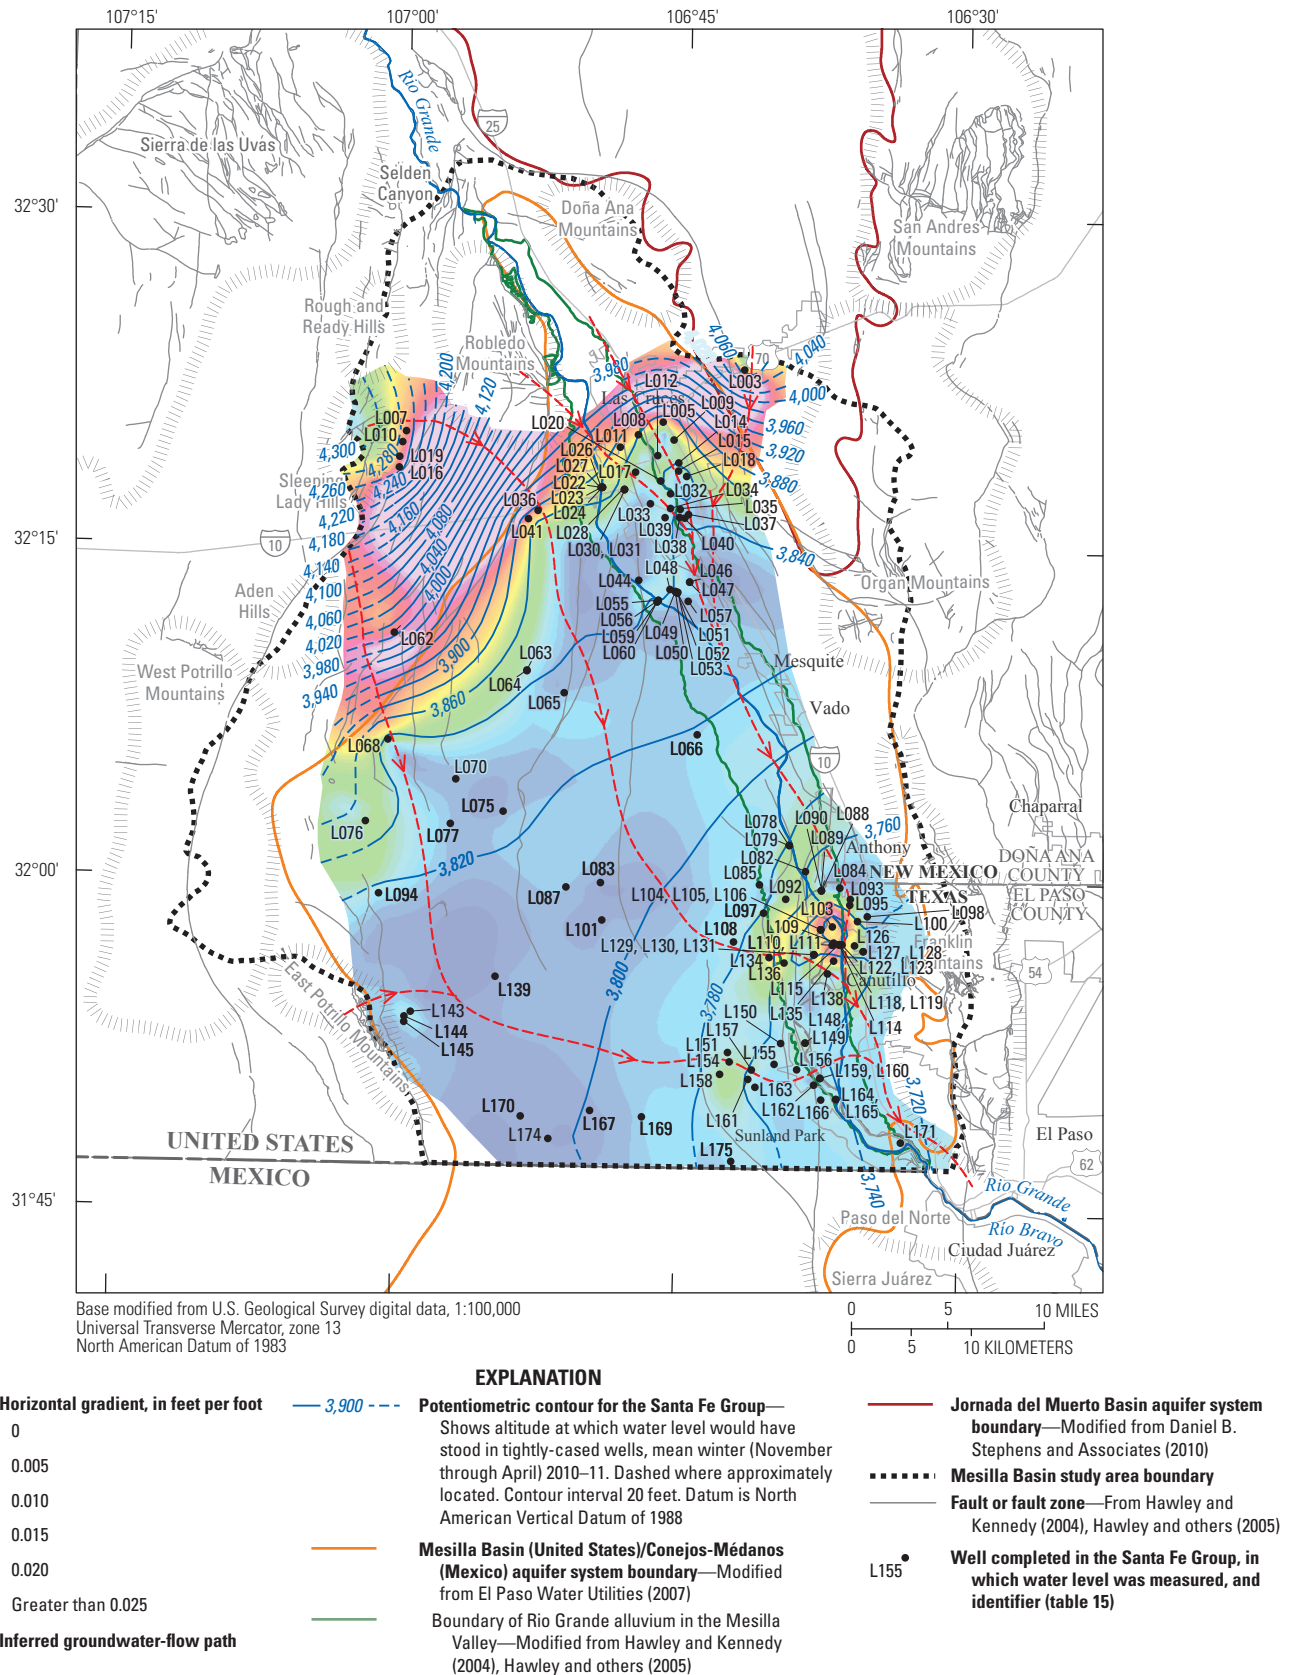 107°15'
107°00'
106°45'
106°30'
Rio Grande
25
Sierra de las Uvas
Selden
Canyon
32°30'
Doña Ana
Mountains
San Andres
Mountains
Rough and
Ready Hills
Robledo
Mountains
4,200
4,120
3,960
4,060
70
4,040
L012
L003
4,000
Las Cruces
L009
L007
L010
L020
L008
L005
L014
3,960
L011
L015
L026
3,920
4,300
4,280
L019
L016
L027
L017
L018
Sleeping
Lady Hills
4,260
4,240
L022
L032
3,880
L036
L023
L034
4,220
4,160
4,080
L024
L033
L035
L041
L028
L039
L037
32°15'
10
4,180
L030, L031
L038
L040
3,840
4,040
4,140
4,000
L048
L046
Organ Mountains
Aden
Hills
4,100
L044
L047
L055
L057
4,060
L056
4,020
L062
L059
L049
L051
L060
L050
L052
3,980
3,900
L063
L053
Mesquite
West Potrillo
Mountains
3,940
3,860
L064
L065
Vado
L068
L066
10
L070
Chaparral
L075
L090
L088
L076
L077
L078
L089
3,760
L079
Anthony
DOÑA ANA
COUNTY
32°00'
3,820
L083
L082
L084
NEW MEXICO
L085
L092
L093
TEXAS
EL PASO
COUNTY
L094
L087
L104, L105, L106
L095
L097
L103
L098
L101
L108
L109
L100
L129, L130, L131
L110
L111
L126
Franklin
Mountains
L134
L127, L128
L136
L122, L123
54
East Potrillo Mountains
L139
3,800
L115
Canutillo
3,780
L138
L118, L119
L143
L150
L135
L148
L114
L144
L157
L149
L145
L151
L155
L156
L154
L159, L160
L158
L163
3,720
L164
L170
L167
L162
L166
L165
L169
L161
L171
L174
Sunland Park
El Paso
UNITED STATES
L175
MEXICO
62
31°45'
3,740
Rio Grande
Paso del Norte
Río Bravo
Ciudad Juárez
Sierra Juárez
Base modified from U.S. Geological Survey digital data, 1:100,000
Universal Transverse Mercator, zone 13
North American Datum of 1983
0 5 10 MILES
0 5 10 KILOMETERS
EXPLANATION
Horizontal gradient, in feet per foot
0
0.005
0.010
0.015
0.020
Greater than 0.025
Inferred groundwater-flow path
3,900
Potentiometric contour for the Santa Fe Group—
Shows altitude at which water level would have
stood in tightly-cased wells, mean winter (November
through April) 2010–11. Dashed where approximately
located. Contour interval 20 feet. Datum is North
American Vertical Datum of 1988
Mesilla Basin (United States)/Conejos-Médanos
(Mexico) aquifer system boundary—Modified
from El Paso Water Utilities (2007)
Boundary of Rio Grande alluvium in the Mesilla
Valley—Modified from Hawley and Kennedy
(2004), Hawley and others (2005)
Jornada del Muerto Basin aquifer system
boundary—Modified from Daniel B.
Stephens and Associates (2010)
Mesilla Basin study area boundary
Fault or fault zone—From Hawley and
Kennedy (2004), Hawley and others (2005)
L155
Well completed in the Santa Fe Group, in
which water level was measured, and
identifier (table 15)